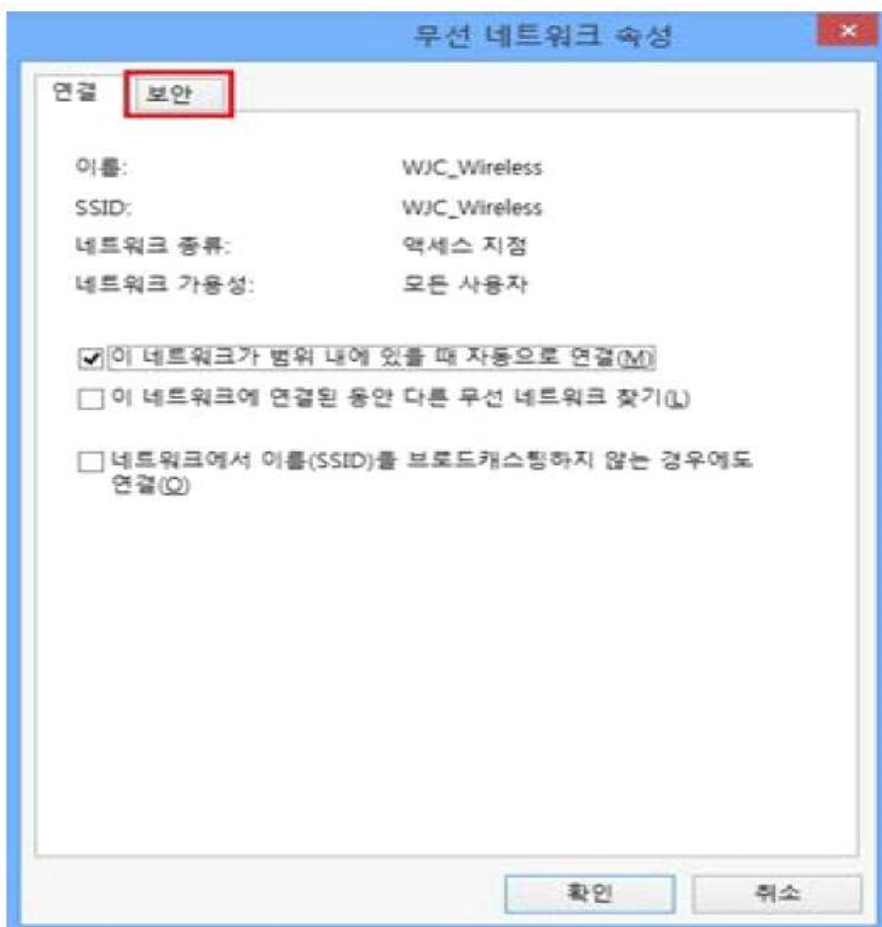 무선 네트워크 속성
연결 보안
이름: WJC_Wireless
SSID: WJC_Wireless
네트워크 종류: 액세스 지점
네트워크 가용성: 모든 사용자
이 네트워크가 범위 내에 있을 때 자동으로 연결(M)
이 네트워크에 연결된 동안 다른 무선 네트워크 찾기(L)
네트워크에서 이름(SSID)을 브로드캐스팅하지 않는 경우에도
연결(O)
확인 취소